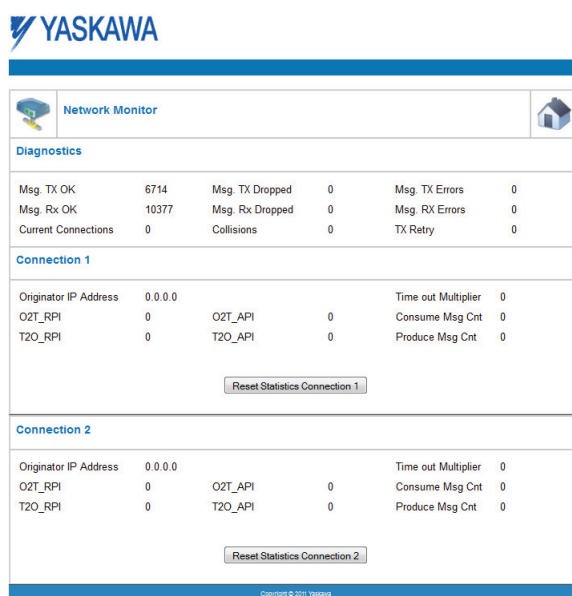 YASKAWA
Network Monitor
Diagnostics
Msg. TX OK 6714 Msg. TX Dropped 0 Msg. TX Errors 0
Msg. Rx OK 10377 Msg. Rx Dropped 0 Msg. RX Errors 0
Current Connections 0 Collisions 0 TX Retry 0
Connection 1
Originator IP Address 0.0.0.0 Time out Multiplier 0
O2T_RPI 0 O2T_API 0 Consume Msg Cnt 0
T2O_RPI 0 T2O_API 0 Produce Msg Cnt 0
Reset Statistics Connection 1
Connection 2
Originator IP Address 0.0.0.0 Time out Multiplier 0
O2T_RPI 0 O2T_API 0 Consume Msg Cnt 0
T2O_RPI 0 T2O_API 0 Produce Msg Cnt 0
Reset Statistics Connection 2
Copyright © 2011 Yaskawa